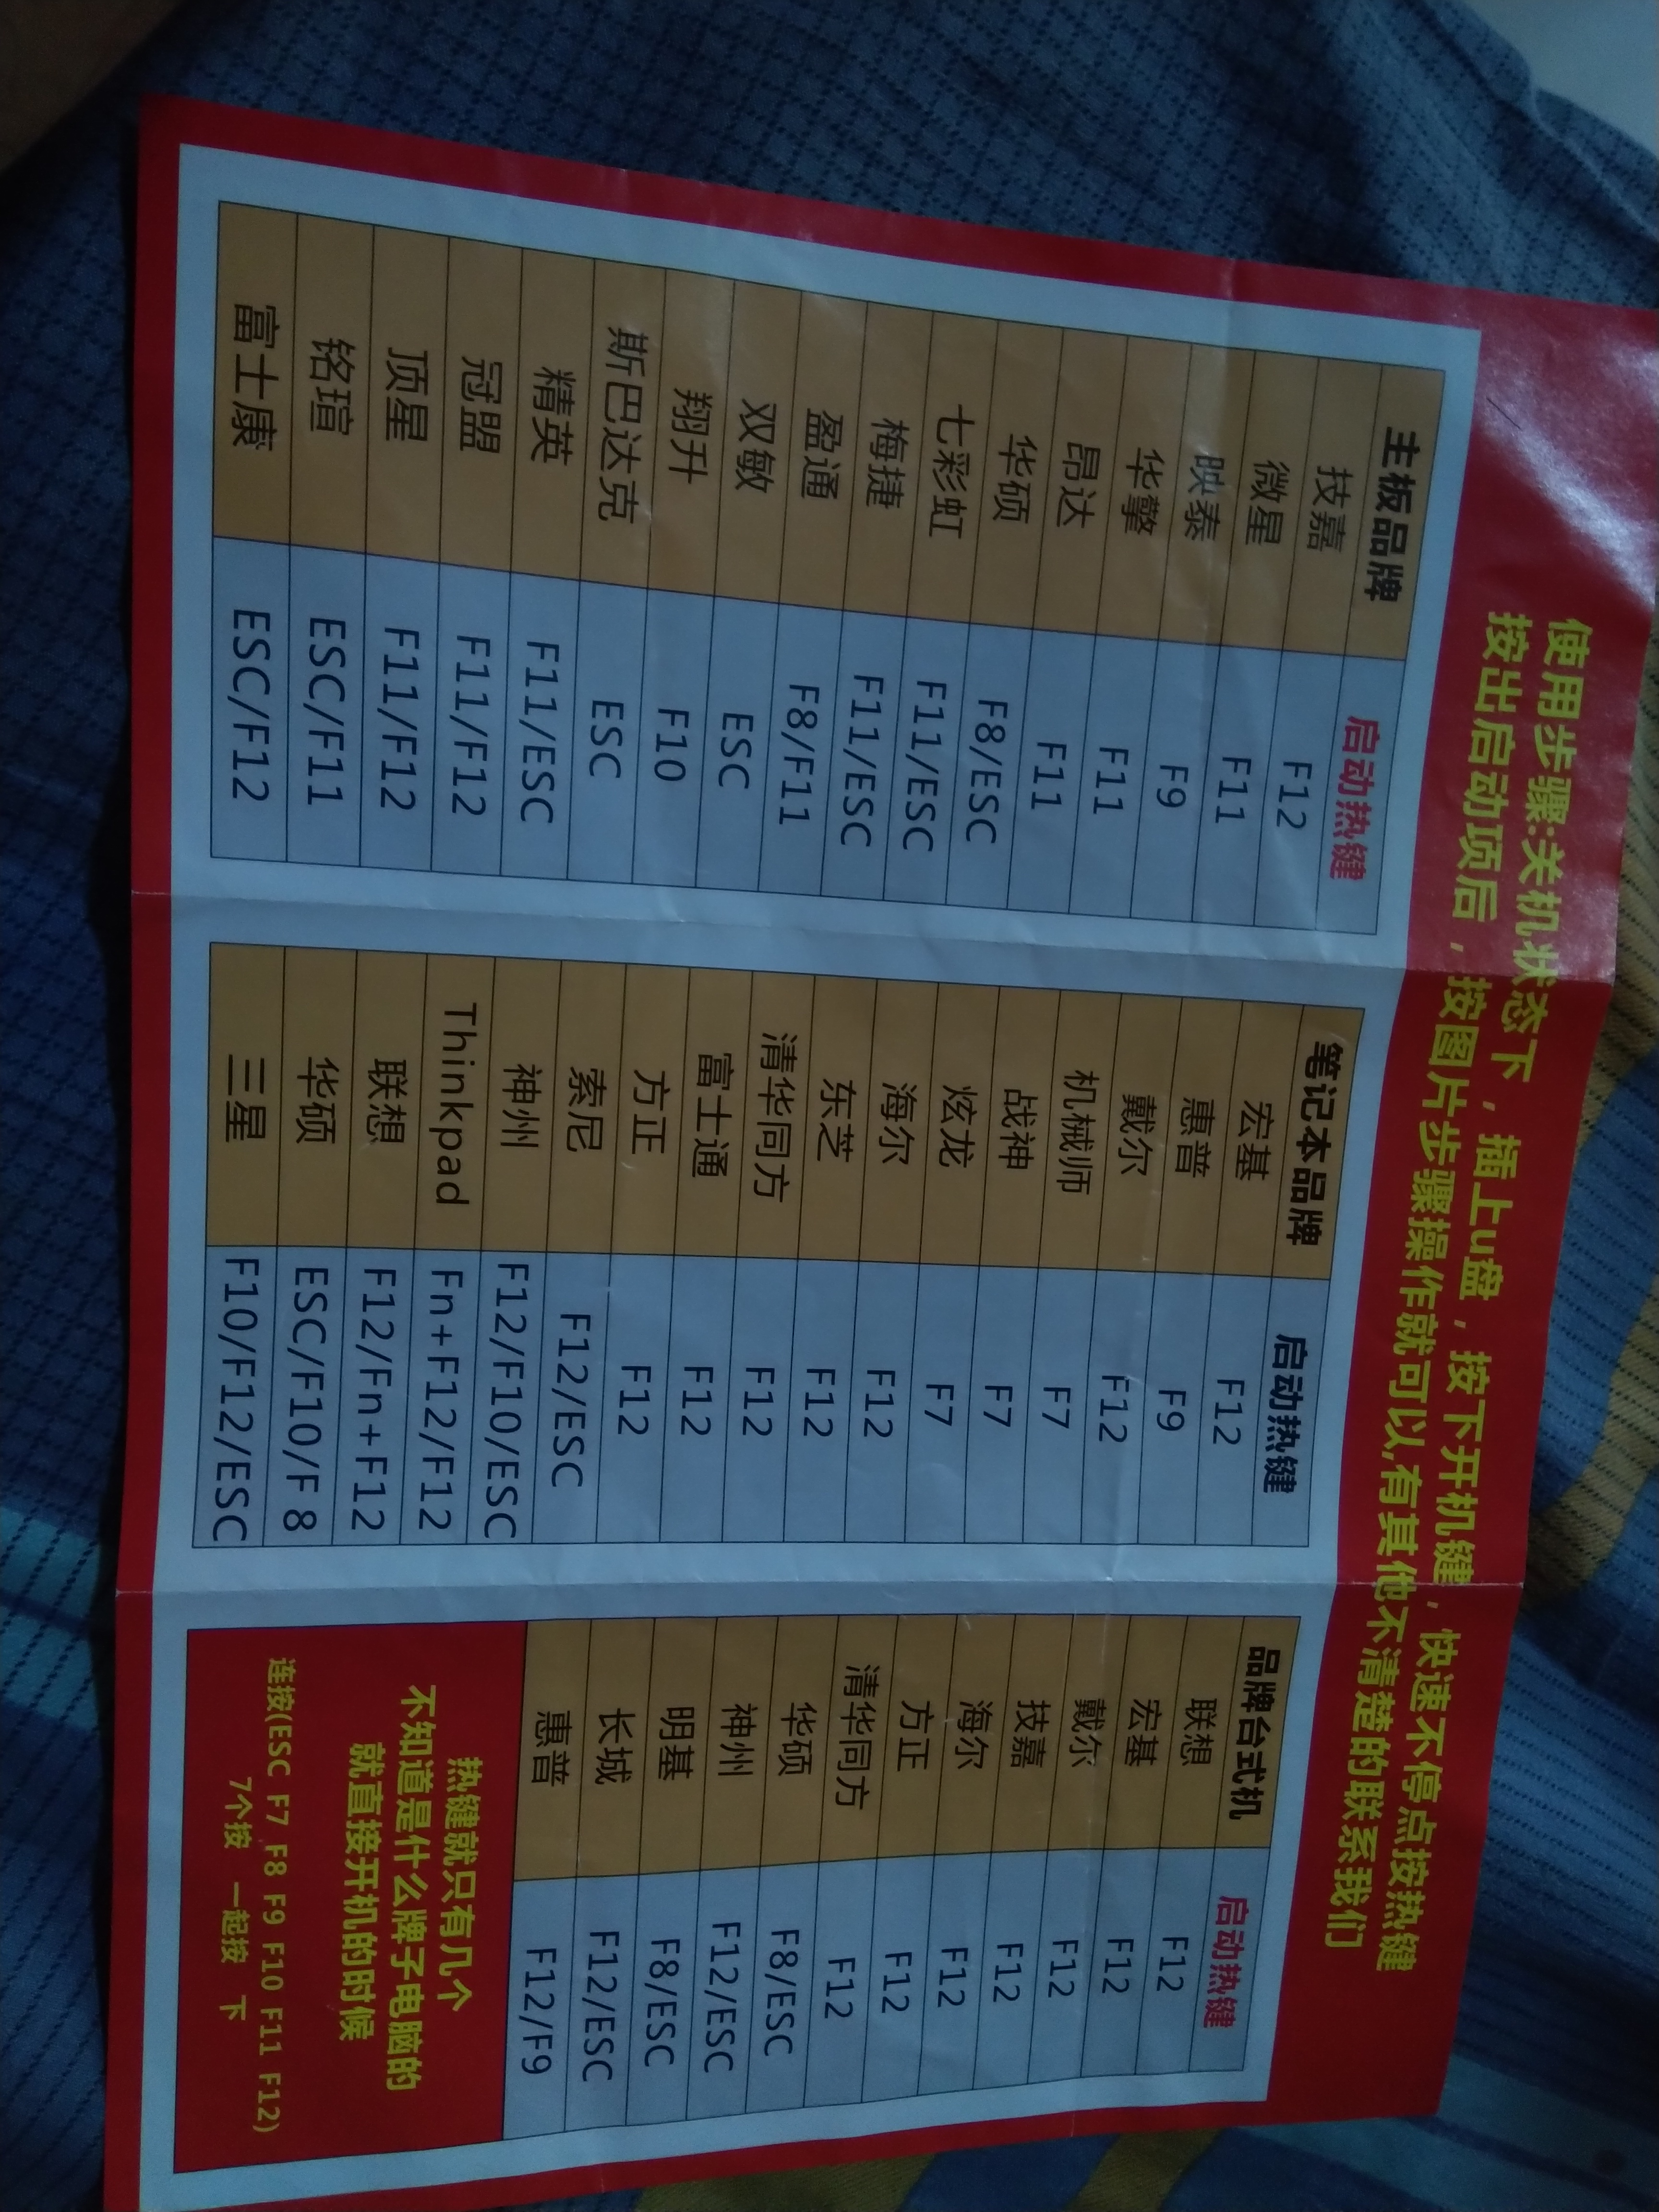 使用步骤:关机状态下，插上u盘，按下开机键，快速不停点按热键
按出启动项后，按图片步骤操作就可以,有其他不清楚的联系我们
主板品牌 启动热键
技嘉 F12
微星 F11
映泰 F9
华擎 F11
昂达 F11
华硕 F8/ESC
七彩虹 F11/ESC
梅捷 F11/ESC
盈通 F8/F11
双敏 ESC
翔升 F10
斯巴达克 ESC
精英 F11/ESC
冠盟 F11/F12
顶星 F11/F12
铭瑄 ESC/F11
富士康 ESC/F12
笔记本品牌 启动热键
宏基 F12
惠普 F9
戴尔 F12
机械师 F7
战神 F7
炫龙 F7
海尔 F12
东芝 F12
清华同方 F12
富士通 F12
方正 F12
索尼 F12/ESC
神州 F12/F10/ESC
Thinkpad Fn+F12/F12
联想 F12/Fn+F12
华硕 ESC/F10/F8
三星 F10/F12/ESC
品牌台式机 启动热键
联想 F12
宏基 F12
戴尔 F12
技嘉 F12
海尔 F12
方正 F12
清华同方 F12
华硕 F8/ESC
神州 F12/ESC
明基 F8/ESC
长城 F12/ESC
惠普 F12/F9
热键就只有几个
不知道是什么牌子电脑的
就直接开机的时候
连按(ESC F7 F8 F9 F10 F11 F12)
7个按 一起按 下